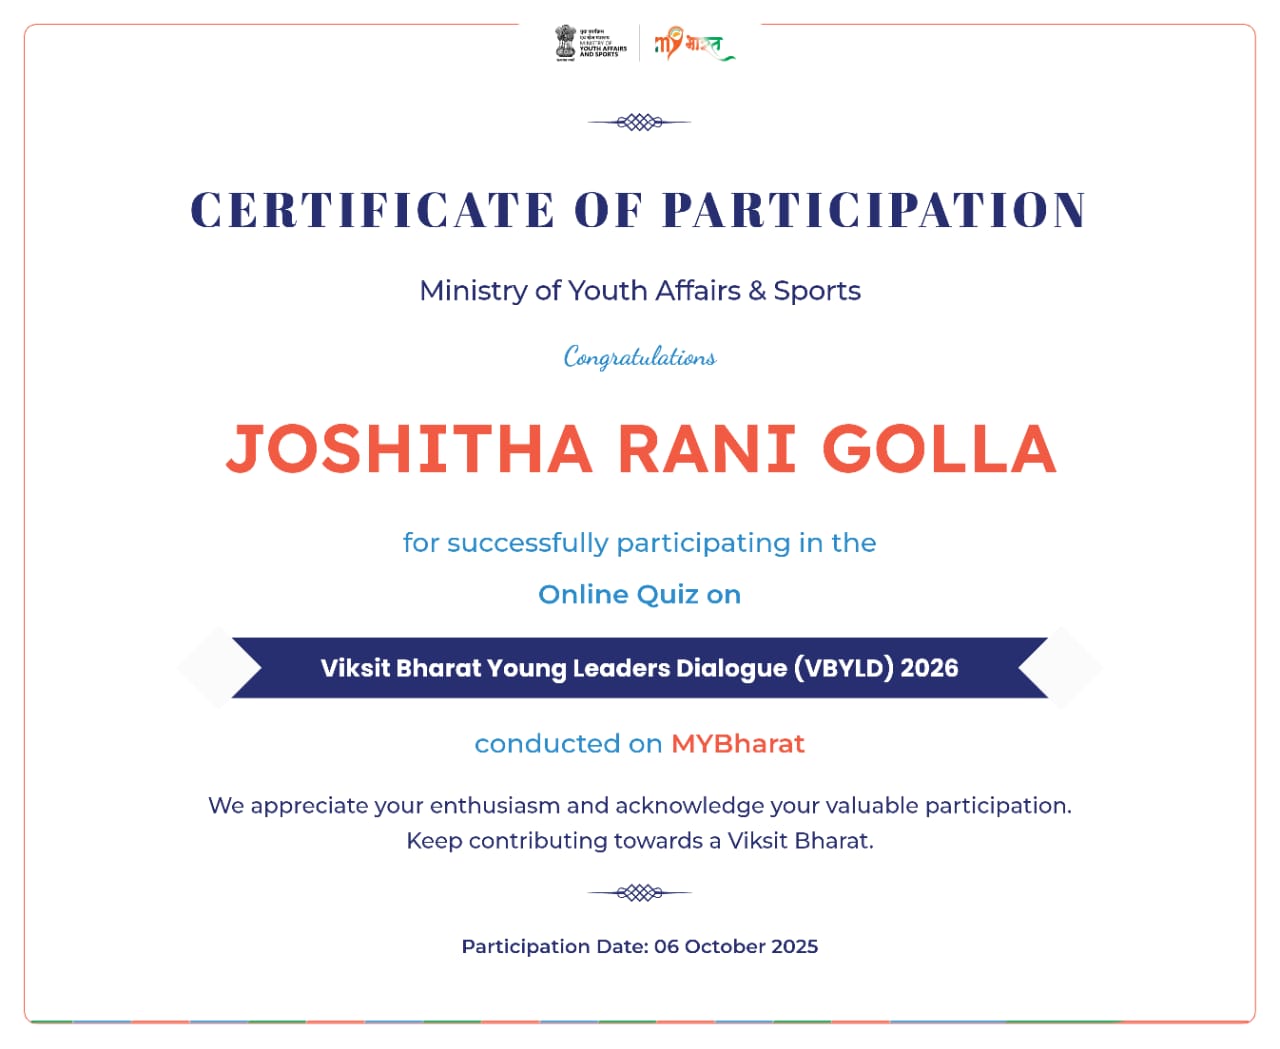 MINISTRY OF
YOUTH AFFAIRS
AND SPORTS
my भारत
CERTIFICATE OF PARTICIPATION
Ministry of Youth Affairs & Sports
Congratulations
JOSHITHA RANI GOLLA
for successfully participating in the
Online Quiz on
Viksit Bharat Young Leaders Dialogue (VBYLD) 2026
conducted on MYBharat
We appreciate your enthusiasm and acknowledge your valuable participation.
Keep contributing towards a Viksit Bharat.
Participation Date: 06 October 2025